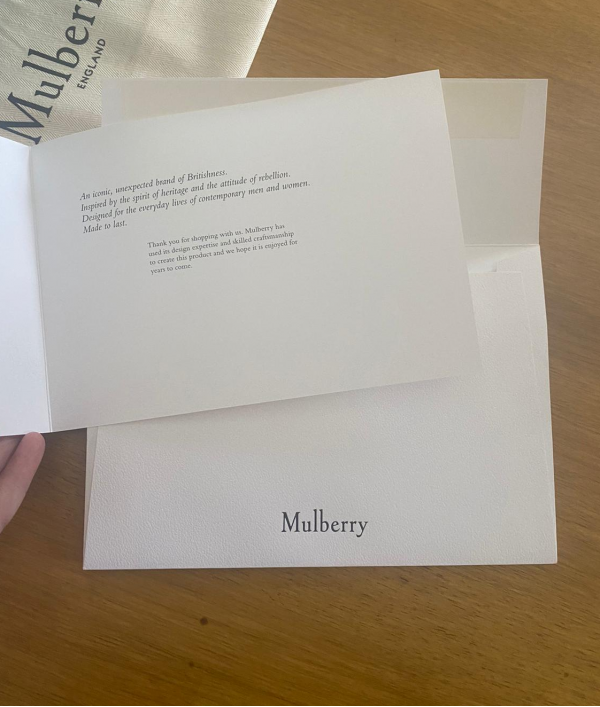 Mulberry
ENGLAND
An iconic, unexpected brand of Britishness.
Inspired by the spirit of heritage and the attitude of rebellion.
Designed for the everyday lives of contemporary men and women.
Made to last.
Thank you for shopping with us. Mulberry has
used its design expertise and skilled craftsmanship
to create this product and we hope it is enjoyed for
years to come.
Mulberry